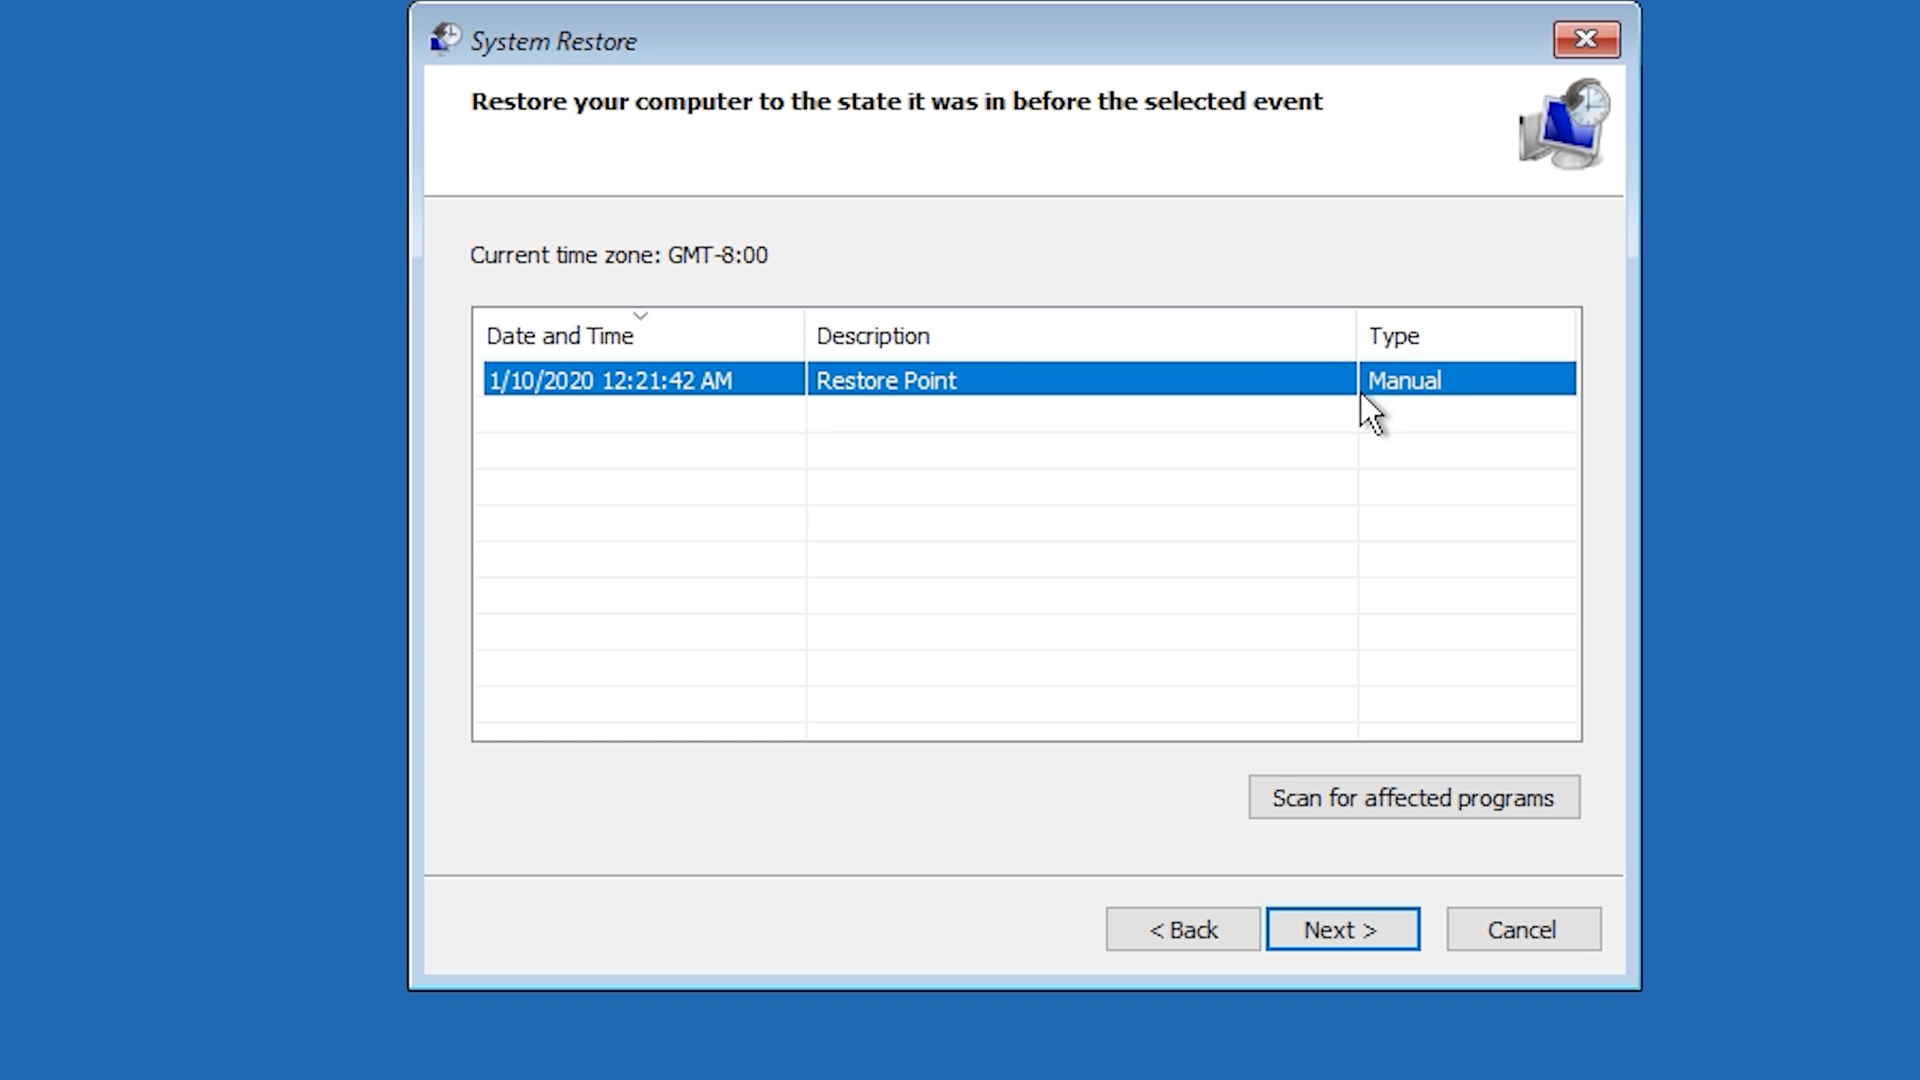 System Restore
Restore your computer to the state it was in before the selected event
Current time zone: GMT-8:00
Date and Time Description Type
1/10/2020 12:21:42 AM Restore Point Manual
Scan for affected programs
< Back Next > Cancel